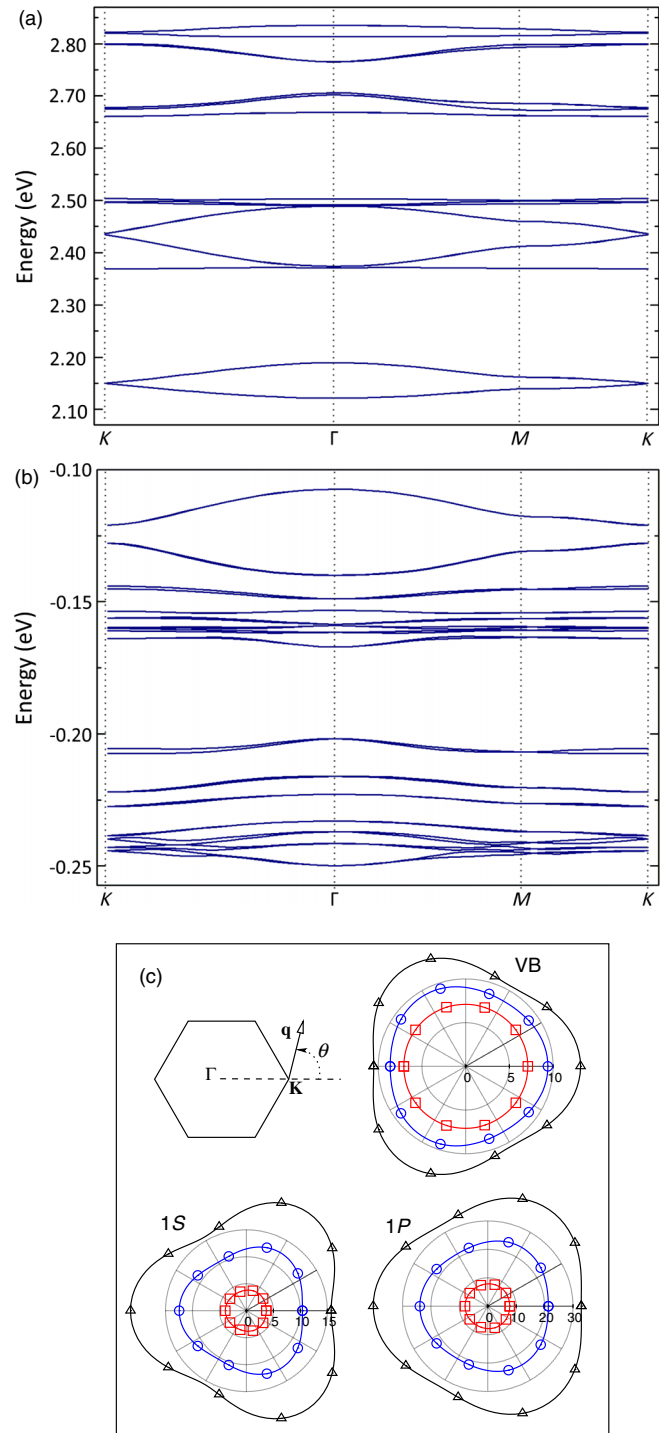 (a)
Energy (eV)
2.80
2.70
2.60
2.50
2.40
2.30
2.20
2.10
K Γ M K
(b)
Energy (eV)
-0.10
-0.15
-0.20
-0.25
K Γ M K
(c)
VB
q
θ
Γ
K
0 5 10
1S
0 5 10 15
1P
0 10 20 30